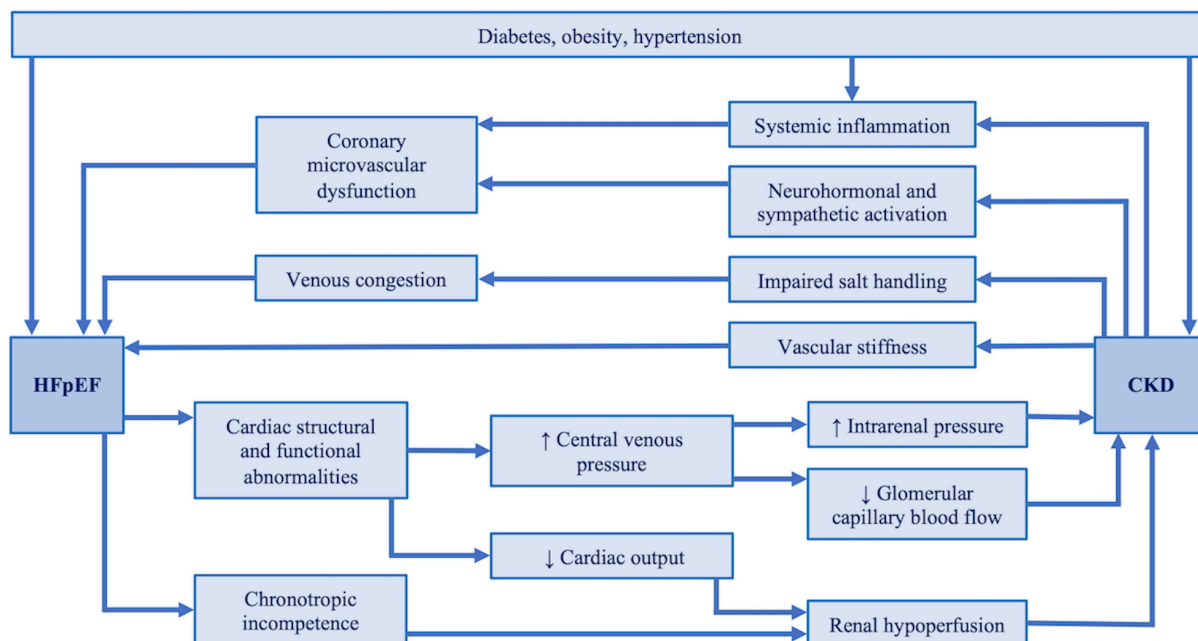 Diabetes, obesity, hypertension
Systemic inflammation
Coronary
microvascular
dysfunction
Neurohormonal and
sympathetic activation
Venous congestion
Impaired salt handling
Vascular stiffness
HFpEF
CKD
Cardiac structural
and functional
abnormalities
↑ Central venous
pressure
↑ Intrarenal pressure
↓ Glomerular
capillary blood flow
↓ Cardiac output
Chronotropic
incompetence
Renal hypoperfusion